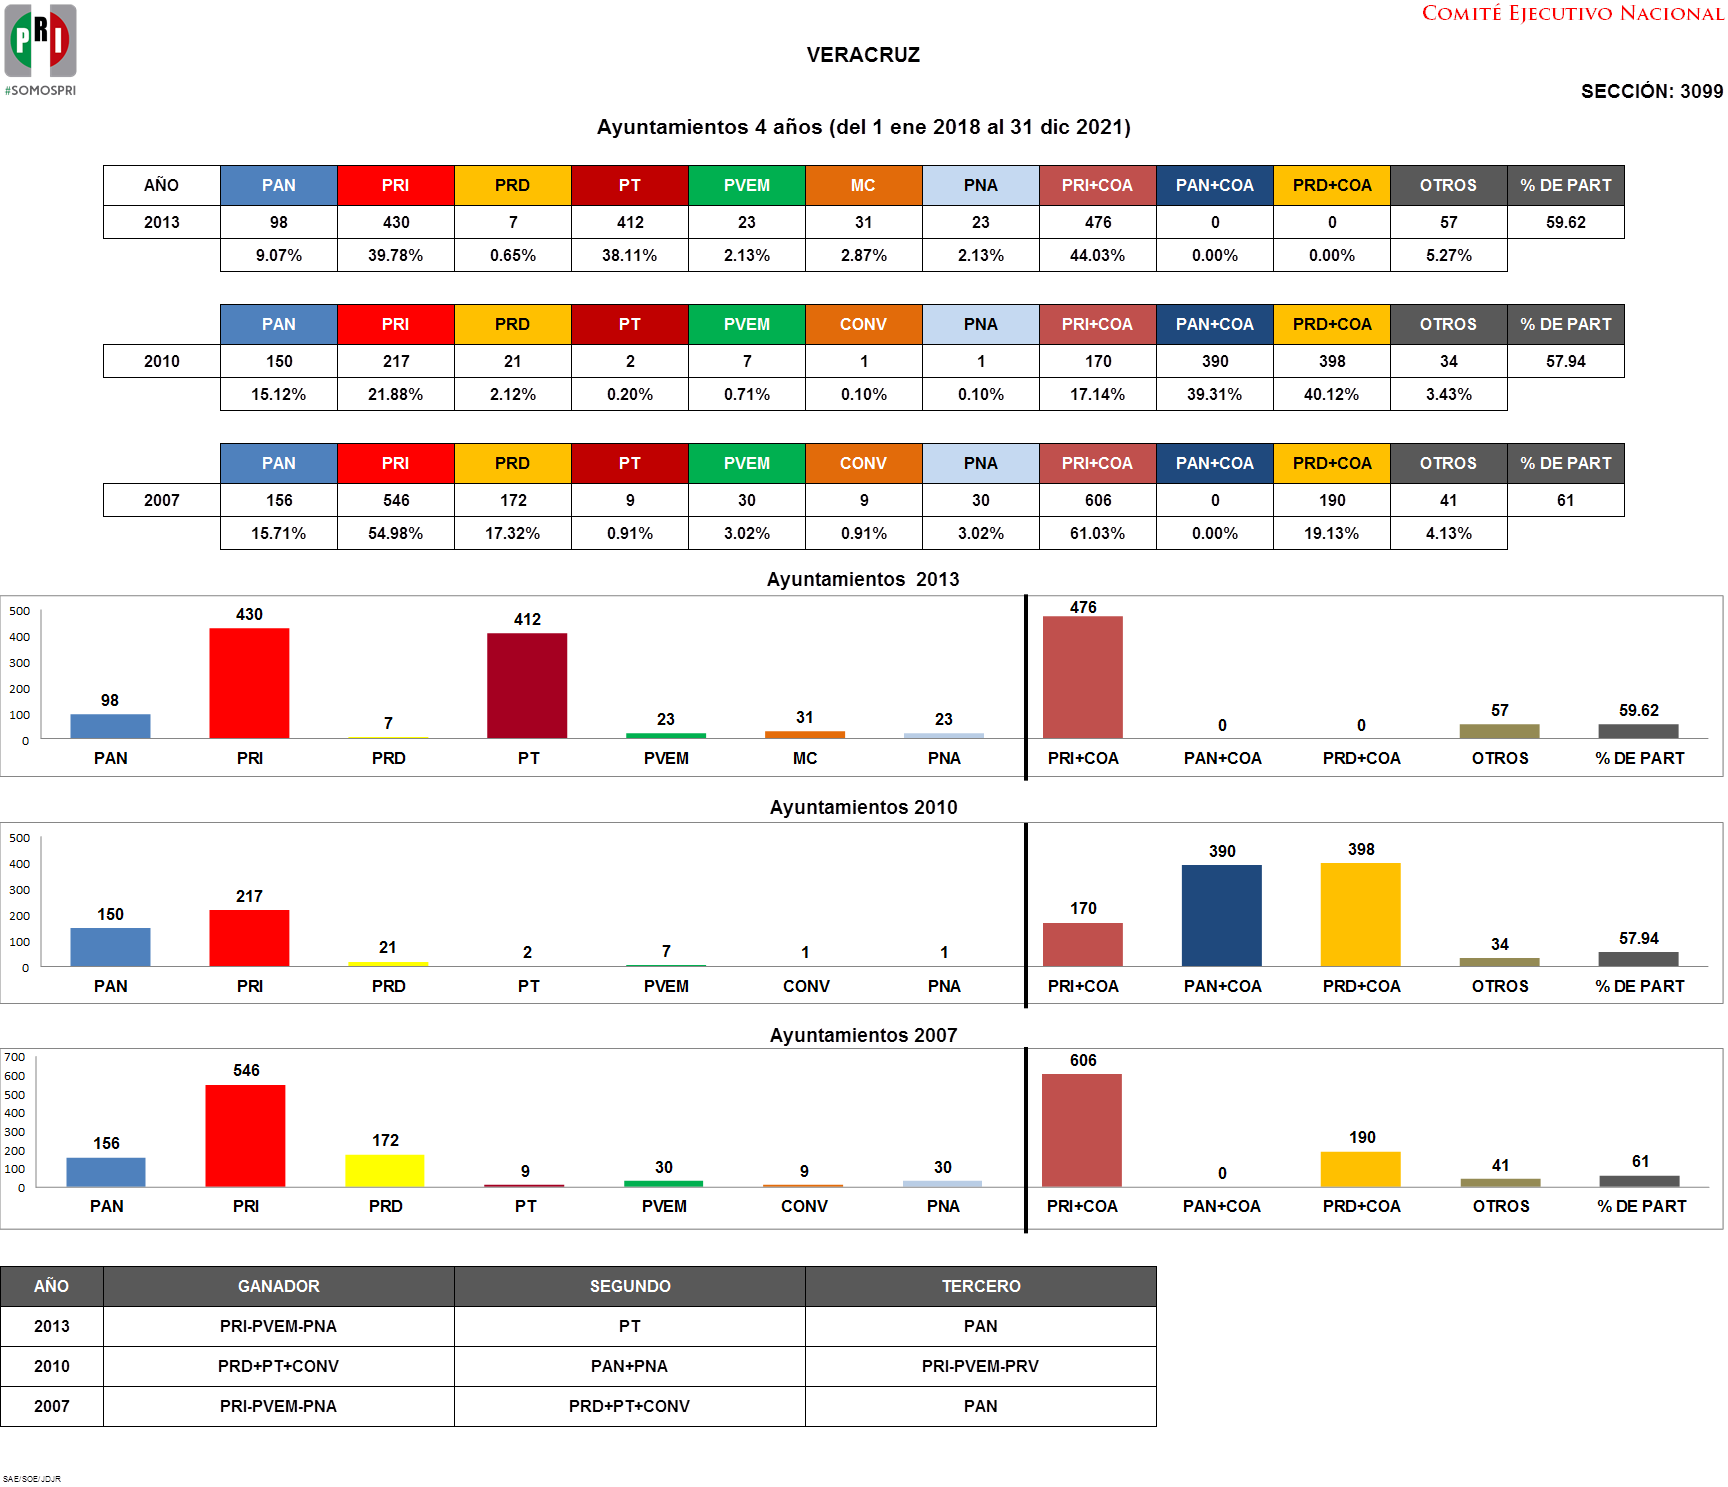 COMITÉ EJECUTIVO NACIONAL
PRI
#SOMOSPRI
VERACRUZ
SECCIÓN: 3099
Ayuntamientos 4 años (del 1 ene 2018 al 31 dic 2021)
AÑO PAN PRI PRD PT PVEM MC PNA PRI+COA PAN+COA PRD+COA OTROS % DE PART
2013 98 430 7 412 23 31 23 476 0 0 57 59.62
9.07% 39.78% 0.65% 38.11% 2.13% 2.87% 2.13% 44.03% 0.00% 0.00% 5.27%
PAN PRI PRD PT PVEM CONV PNA PRI+COA PAN+COA PRD+COA OTROS % DE PART
2010 150 217 21 2 7 1 1 170 390 398 34 57.94
15.12% 21.88% 2.12% 0.20% 0.71% 0.10% 0.10% 17.14% 39.31% 40.12% 3.43%
PAN PRI PRD PT PVEM CONV PNA PRI+COA PAN+COA PRD+COA OTROS % DE PART
2007 156 546 172 9 30 9 30 606 0 190 41 61
15.71% 54.98% 17.32% 0.91% 3.02% 0.91% 3.02% 61.03% 0.00% 19.13% 4.13%
Ayuntamientos 2013
500
400
300
200
100
0
98 430 7 412 23 31 23 476 0 0 57 59.62
PAN PRI PRD PT PVEM MC PNA PRI+COA PAN+COA PRD+COA OTROS % DE PART
Ayuntamientos 2010
500
400
300
200
100
0
150 217 21 2 7 1 1 170 390 398 34 57.94
PAN PRI PRD PT PVEM CONV PNA PRI+COA PAN+COA PRD+COA OTROS % DE PART
Ayuntamientos 2007
700
600
500
400
300
200
100
0
156 546 172 9 30 9 30 606 0 190 41 61
PAN PRI PRD PT PVEM CONV PNA PRI+COA PAN+COA PRD+COA OTROS % DE PART
AÑO GANADOR SEGUNDO TERCERO
2013 PRI-PVEM-PNA PT PAN
2010 PRD+PT+CONV PAN+PNA PRI-PVEM-PRV
2007 PRI-PVEM-PNA PRD+PT+CONV PAN
SAE/SOE/JDJR